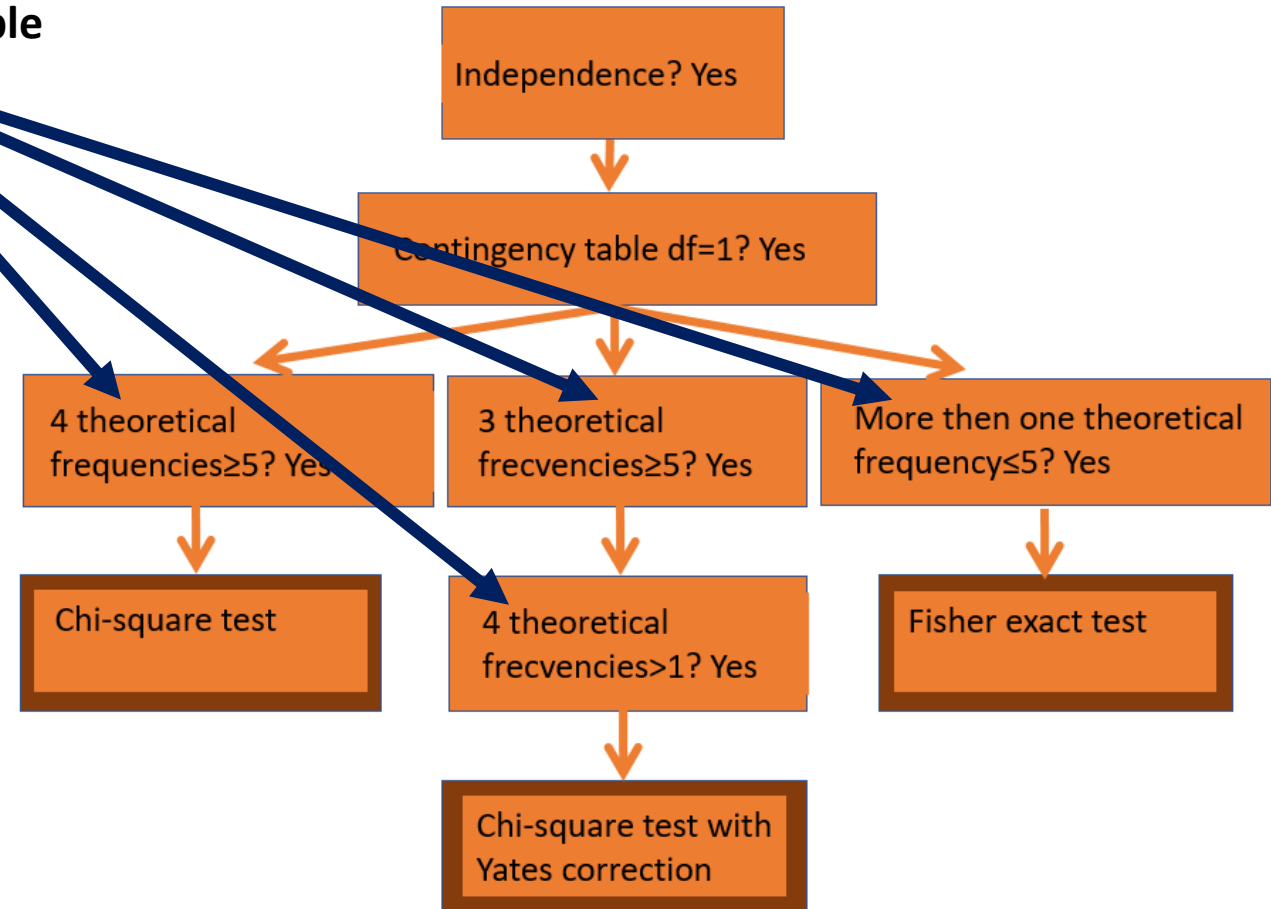 Independence? Yes
Contingency table df=1? Yes
4 theoretical
frequencies≥5? Yes
3 theoretical
frecvencies≥5? Yes
More then one theoretical
frequency≤5? Yes
Chi-square test
4 theoretical
frecvencies>1? Yes
Fisher exact test
Chi-square test with
Yates correction